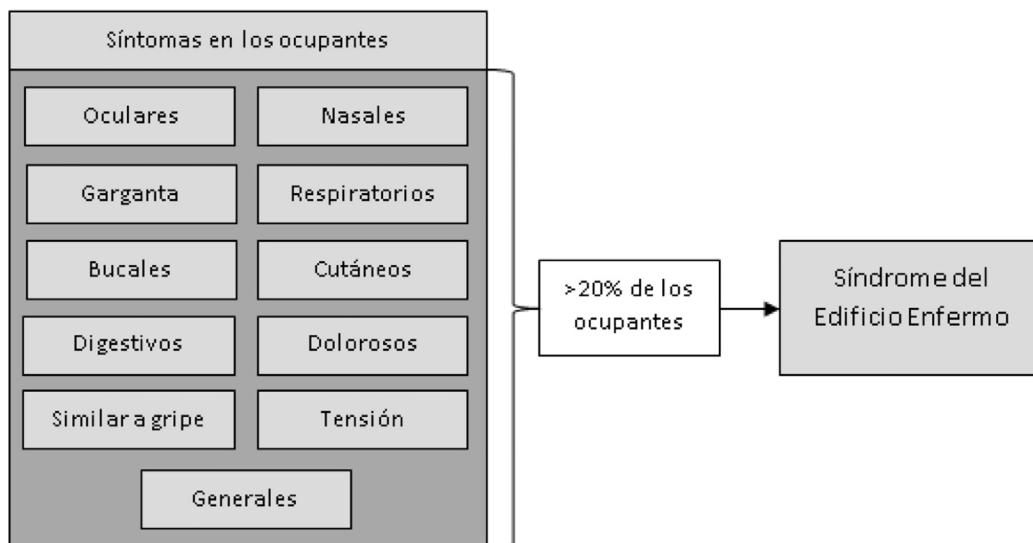 Síntomas en los ocupantes
Oculares
Nasales
Garganta
Respiratorios
Bucales
Cutáneos
Digestivos
Dolorosos
Similar a gripe
Tensión
Generales
>20% de los
ocupantes
Síndrome del
Edificio Enfermo